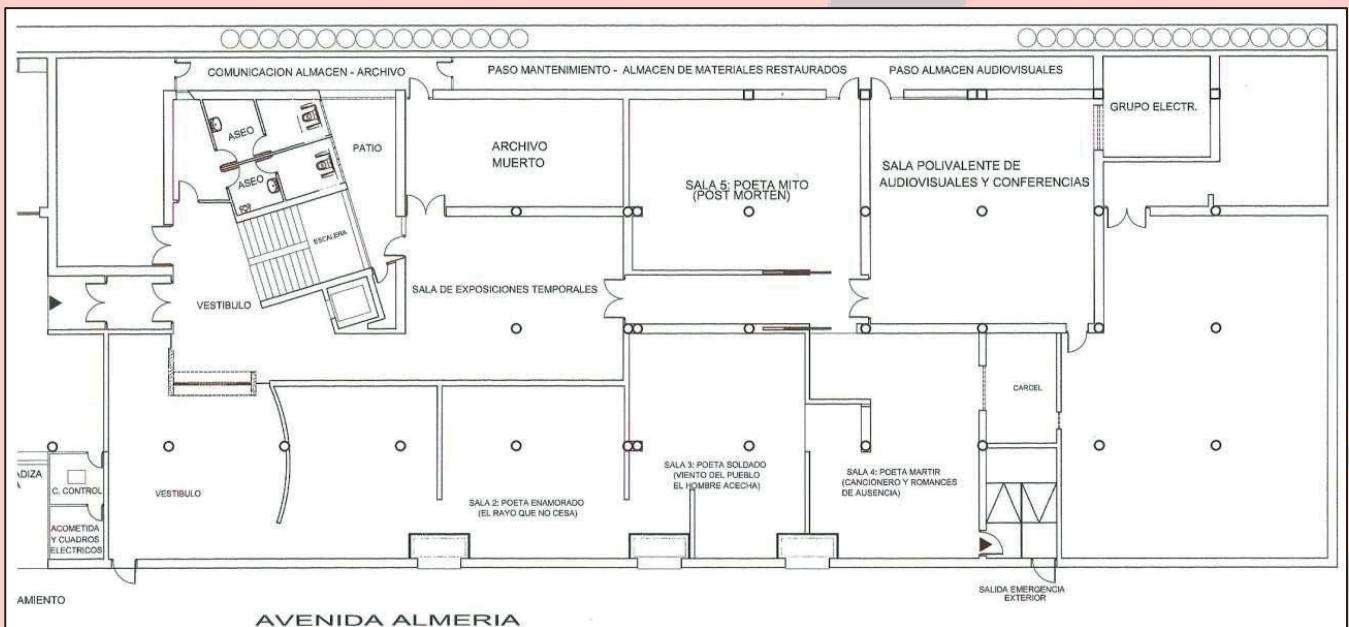 COMUNICACION ALMACEN - ARCHIVO
PASO MANTENIMIENTO - ALMACEN DE MATERIALES RESTAURADOS
PASO ALMACEN AUDIOVISUALES
GRUPO ELECTR.
ASEO
PATIO
ARCHIVO
MUERTO
SALA 5: POETA MITO
(POST MORTEN)
SALA POLIVALENTE DE
AUDIOVISUALES Y CONFERENCIAS
ASEO
ESCALERA
VESTIBULO
SALA DE EXPOSICIONES TEMPORALES
CARCEL
ADIZA
A
C. CONTROL
VESTIBULO
SALA 2: POETA ENAMORADO
(EL RAYO QUE NO CESA)
SALA 3: POETA SOLDADO
(VIENTO DEL PUEBLO
EL HOMBRE ACECHA)
SALA 4: POETA MARTIR
(CANCIONERO Y ROMANCES
DE AUSENCIA)
ACOMETIDA
Y CUADROS
ELECTRICOS
SALIDA EMERGENCIA
EXTERIOR
AMIENTO
AVENIDA ALMERIA